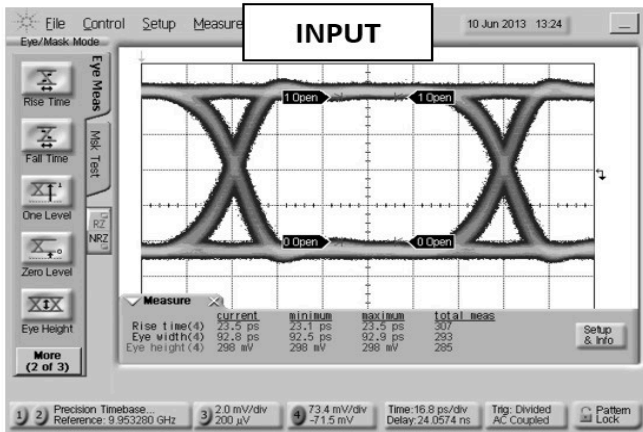 File Control Setup Measure
INPUT
10 Jun 2013 13:24
Eye/Mask Mode
Eye Meas
Msk Test
RZ
NRZ
Rise Time
Fall Time
One Level
Zero Level
Eye Height
More
(2 of 3)
1 Open 1 Open
0 Open 0 Open
Measure
current minimum maximum total meas
Rise time(4) 23.5 ps 23.1 ps 23.5 ps 307
Eye width(4) 92.8 ps 92.5 ps 92.9 ps 293
Eye height(4) 298 mV 298 mV 298 mV 285
Setup
& Info
1 2 Precision Timebase...
Reference: 9.953280 GHz
3 2.0 mV/div
200 µV
4 73.4 mV/div
-71.5 mV
Time:16.8 ps/div
Delay:24.0574 ns
Trig: Divided
AC Coupled
Pattern
Lock